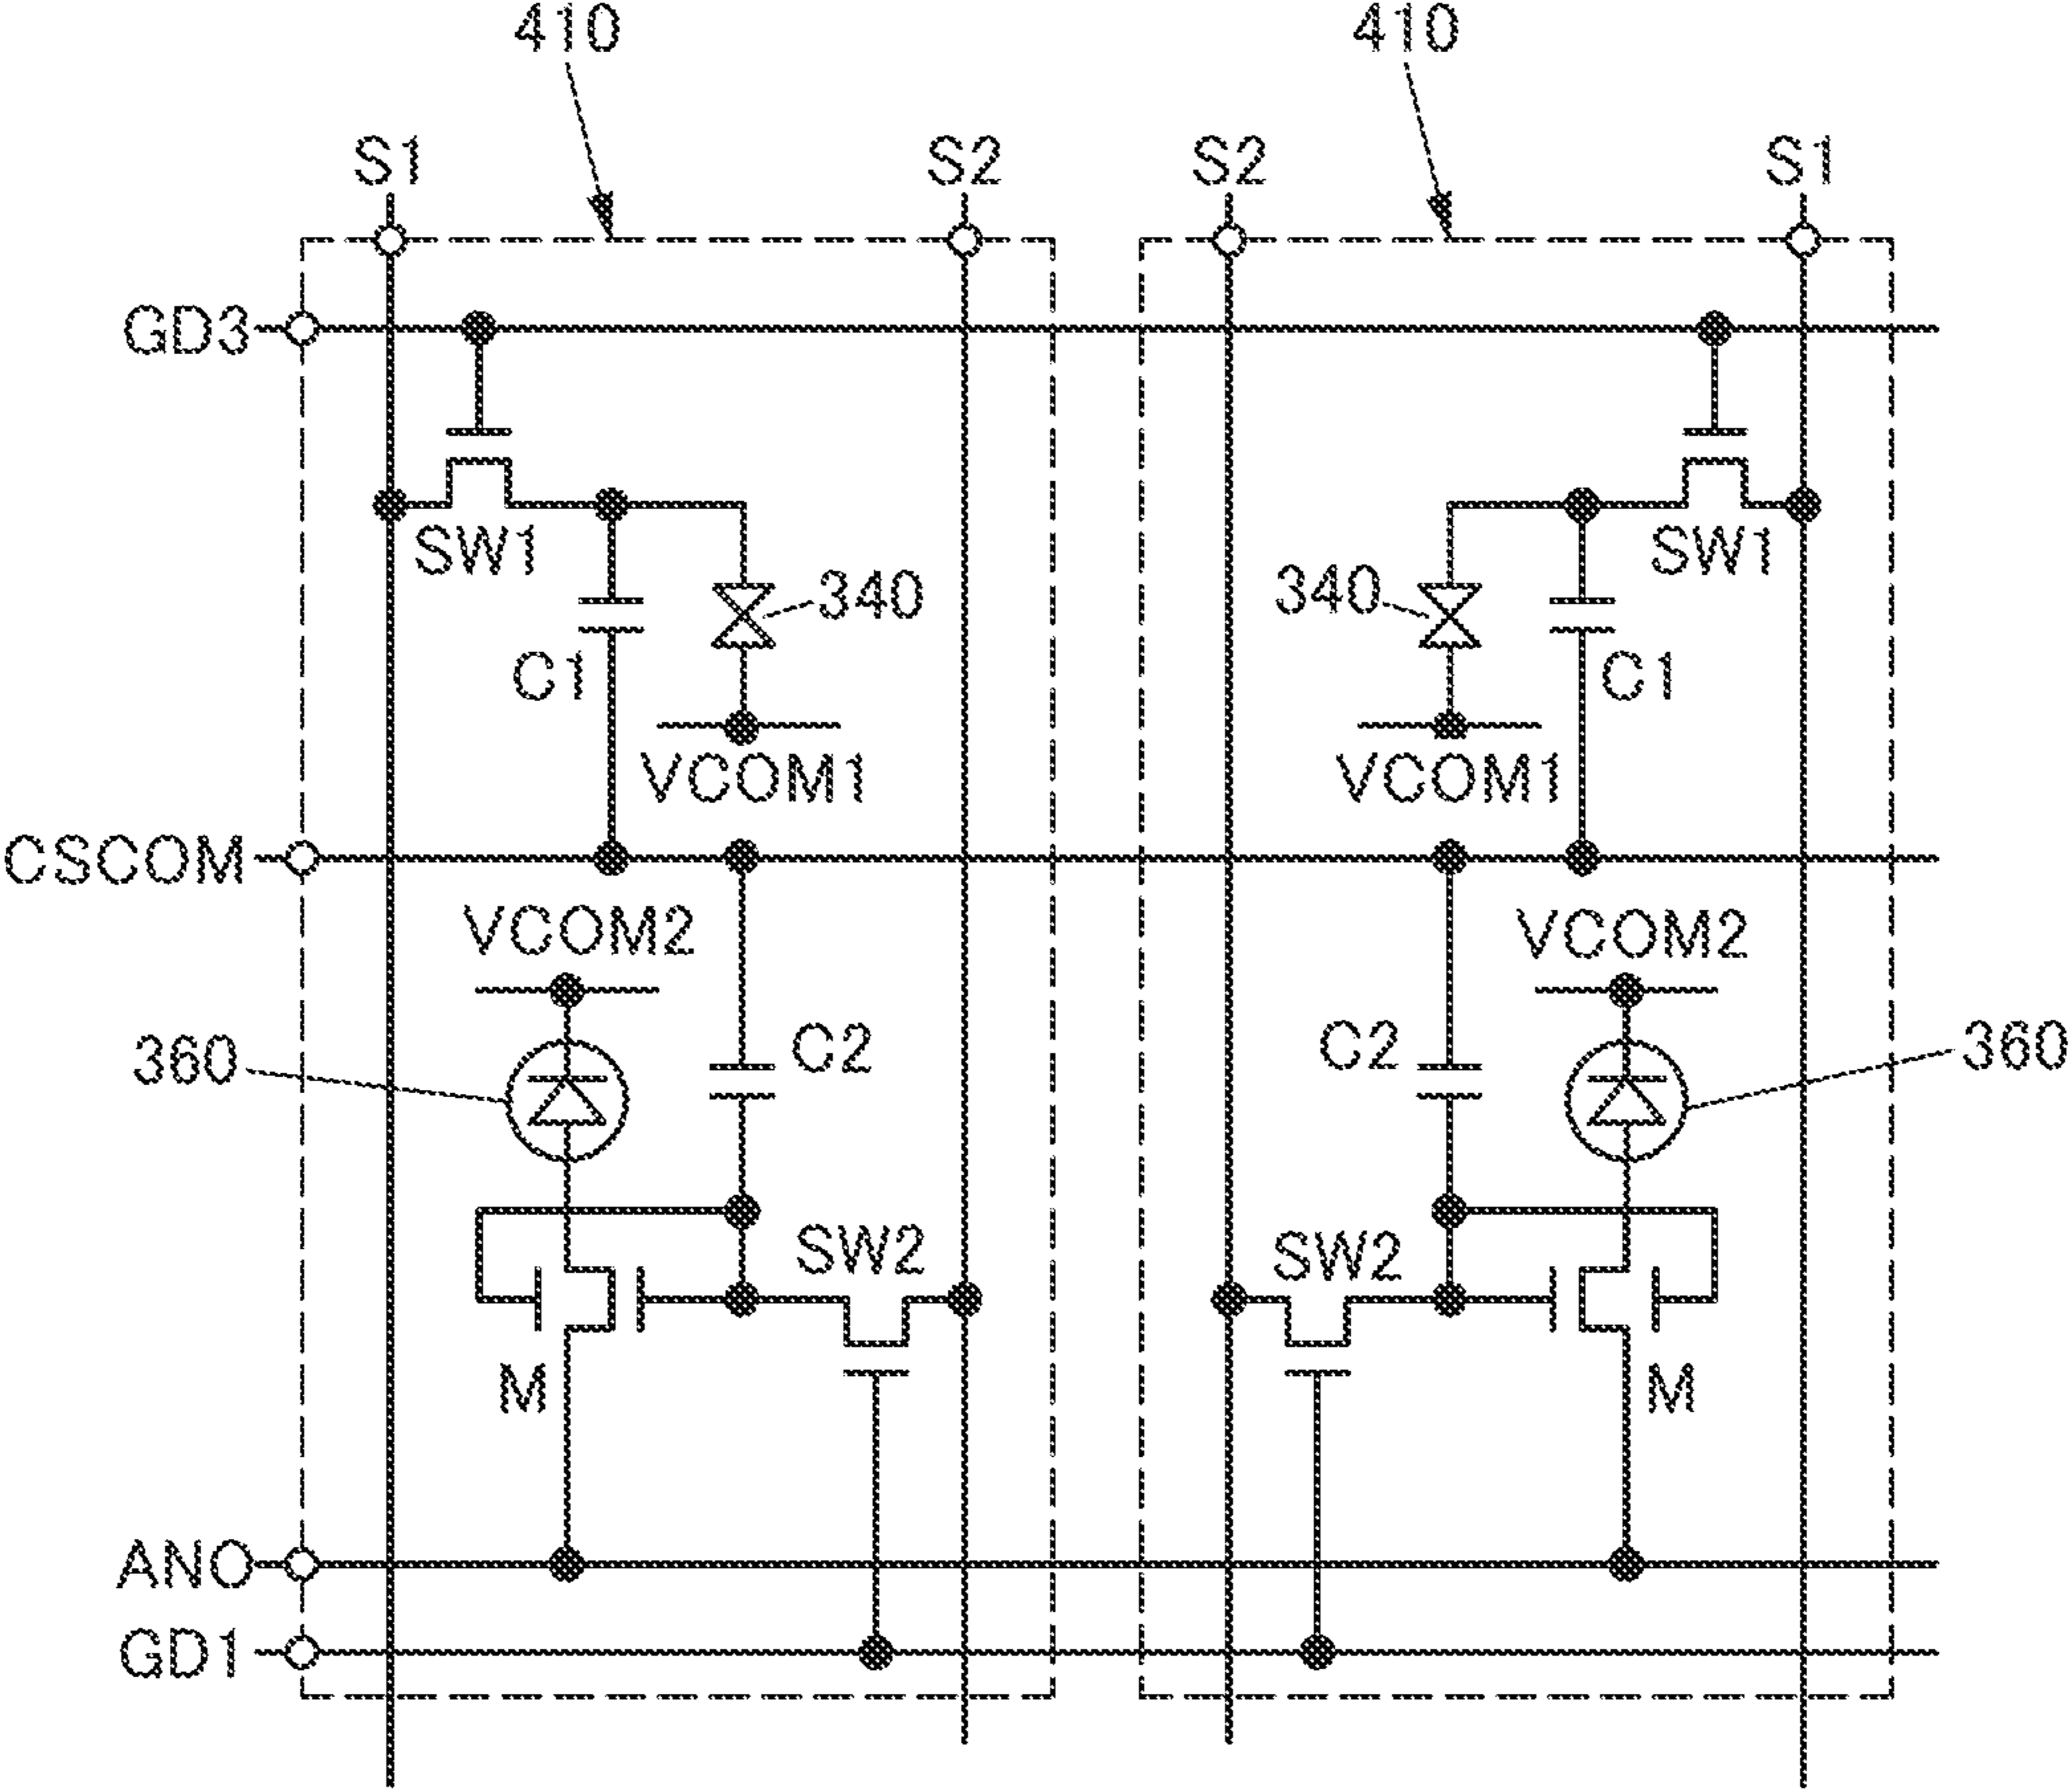 410 410
S1 S2 S2 S1
GD3
SW1 SW1
340 340
C1 C1
VCOM1 VCOM1
CSCOM
VCOM2 VCOM2
360 C2 C2 360
SW2 SW2
M M
ANO
GD1